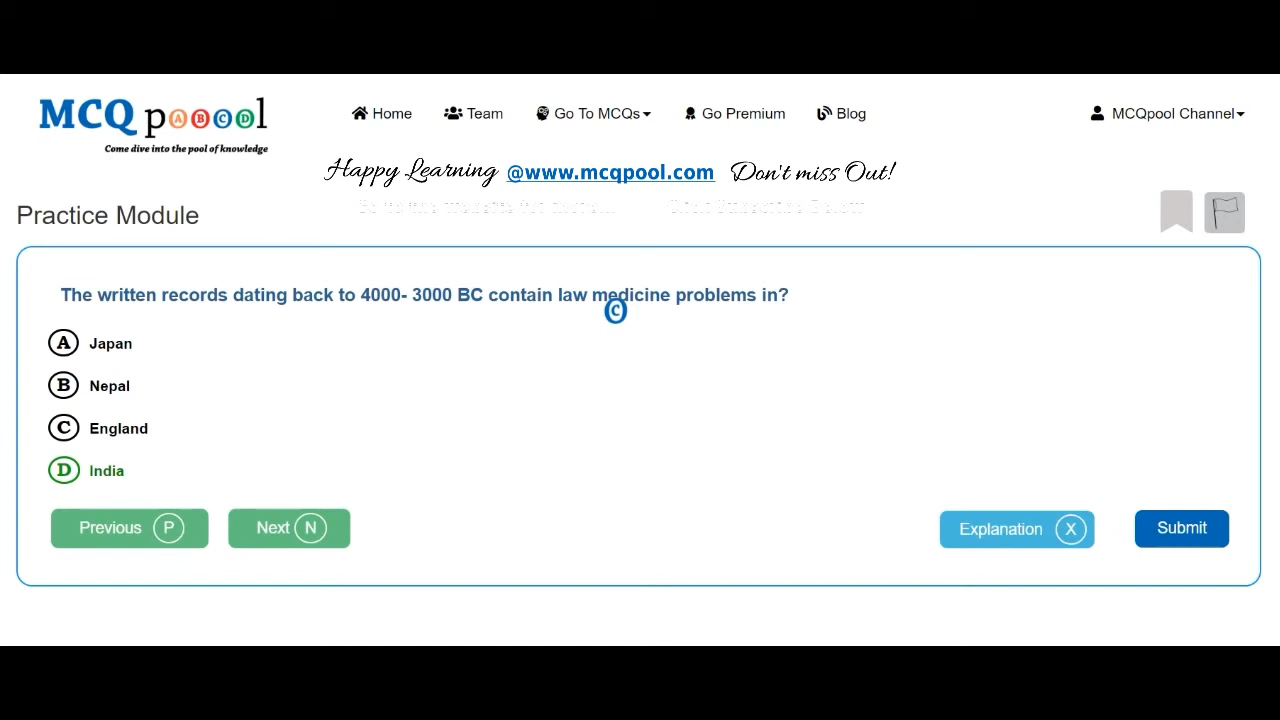 MCQ pABCDl
Come dive into the pool of knowledge
Home Team Go To MCQs Go Premium Blog MCQpool Channel
Happy Learning @www.mcqpool.com Don't miss Out!
Practice Module
The written records dating back to 4000- 3000 BC contain law medicine problems in?
C
A Japan
B Nepal
C England
D India
Previous P Next N Explanation X Submit